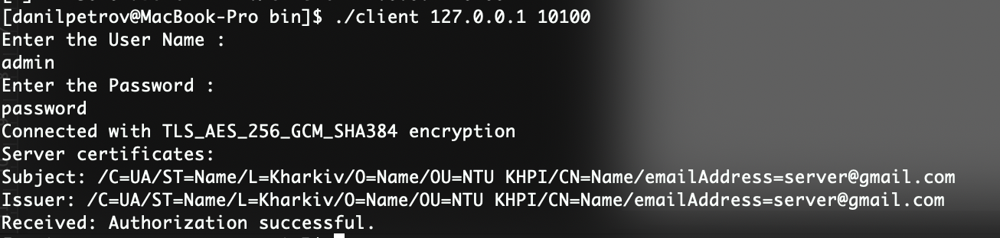 [danilpetrov@MacBook-Pro bin]$ ./client 127.0.0.1 10100
Enter the User Name :
admin
Enter the Password :
password
Connected with TLS_AES_256_GCM_SHA384 encryption
Server certificates:
Subject: /C=UA/ST=Name/L=Kharkiv/O=Name/OU=NTU KHPI/CN=Name/emailAddress=server@gmail.com
Issuer: /C=UA/ST=Name/L=Kharkiv/O=Name/OU=NTU KHPI/CN=Name/emailAddress=server@gmail.com
Received: Authorization successful.